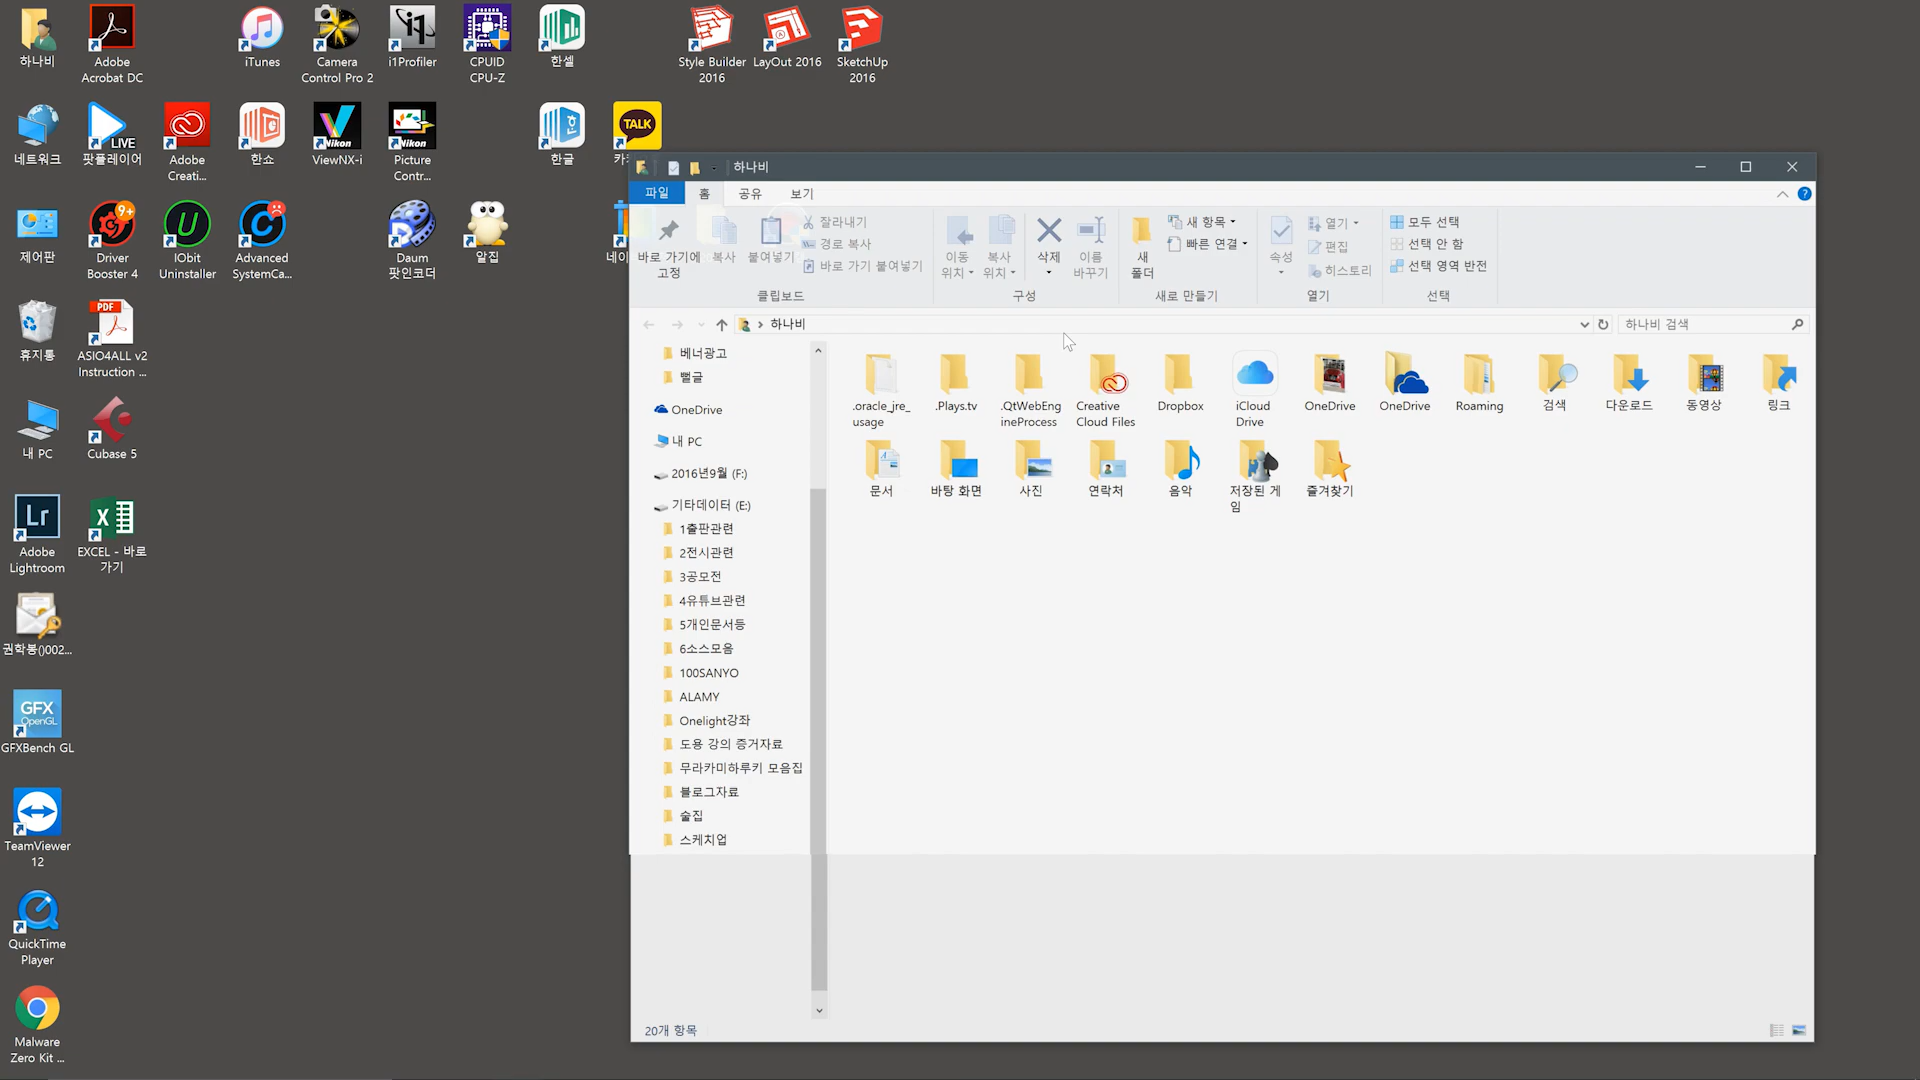 하나비
Adobe
Acrobat DC
iTunes
Camera
Control Pro 2
i1Profiler
CPUID
CPU-Z
한셀
Style Builder
2016
LayOut 2016
SketchUp
2016
네트워크
LIVE
팟플레이어
Adobe
Creati...
한쇼
Nikon
ViewNX-i
Nikon
Picture
Contr...
한글
TALK
제어판
9+
Driver
Booster 4
IObit
Uninstaller
Advanced
SystemCa...
Daum
팟인코더
알집
휴지통
PDF
ASIO4ALL v2
Instruction ...
내 PC
Cubase 5
Lr
Adobe
Lightroom
EXCEL - 바로
가기
권학봉()002...
GFX
OpenGL
GFXBench GL
TeamViewer
12
QuickTime
Player
Malware
Zero Kit ...
하나비
파일 홈 공유 보기
바로 가기에
고정
복사
붙여넣기
잘라내기
경로 복사
바로 가기 붙여넣기
클립보드
이동
위치
복사
위치
삭제
이름
바꾸기
구성
새
폴더
새 항목
빠른 연결
새로 만들기
속성
열기
편집
히스토리
열기
모두 선택
선택 안 함
선택 영역 반전
선택
하나비
하나비 검색
베너광고
뻘글
OneDrive
내 PC
2016년9월 (F:)
기타데이터 (E:)
1출판관련
2전시관련
3공모전
4유튜브관련
5개인문서등
6소스모음
100SANYO
ALAMY
Onelight강좌
도용 강의 증거자료
무라카미하루키 모음집
블로그자료
술집
스케치업
.oracle_jre_
usage
.Plays.tv
.QtWebEng
ineProcess
Creative
Cloud Files
Dropbox
iCloud
Drive
OneDrive
OneDrive
Roaming
검색
다운로드
동영상
링크
문서
바탕 화면
사진
연락처
음악
저장된 게
임
즐겨찾기
20개 항목